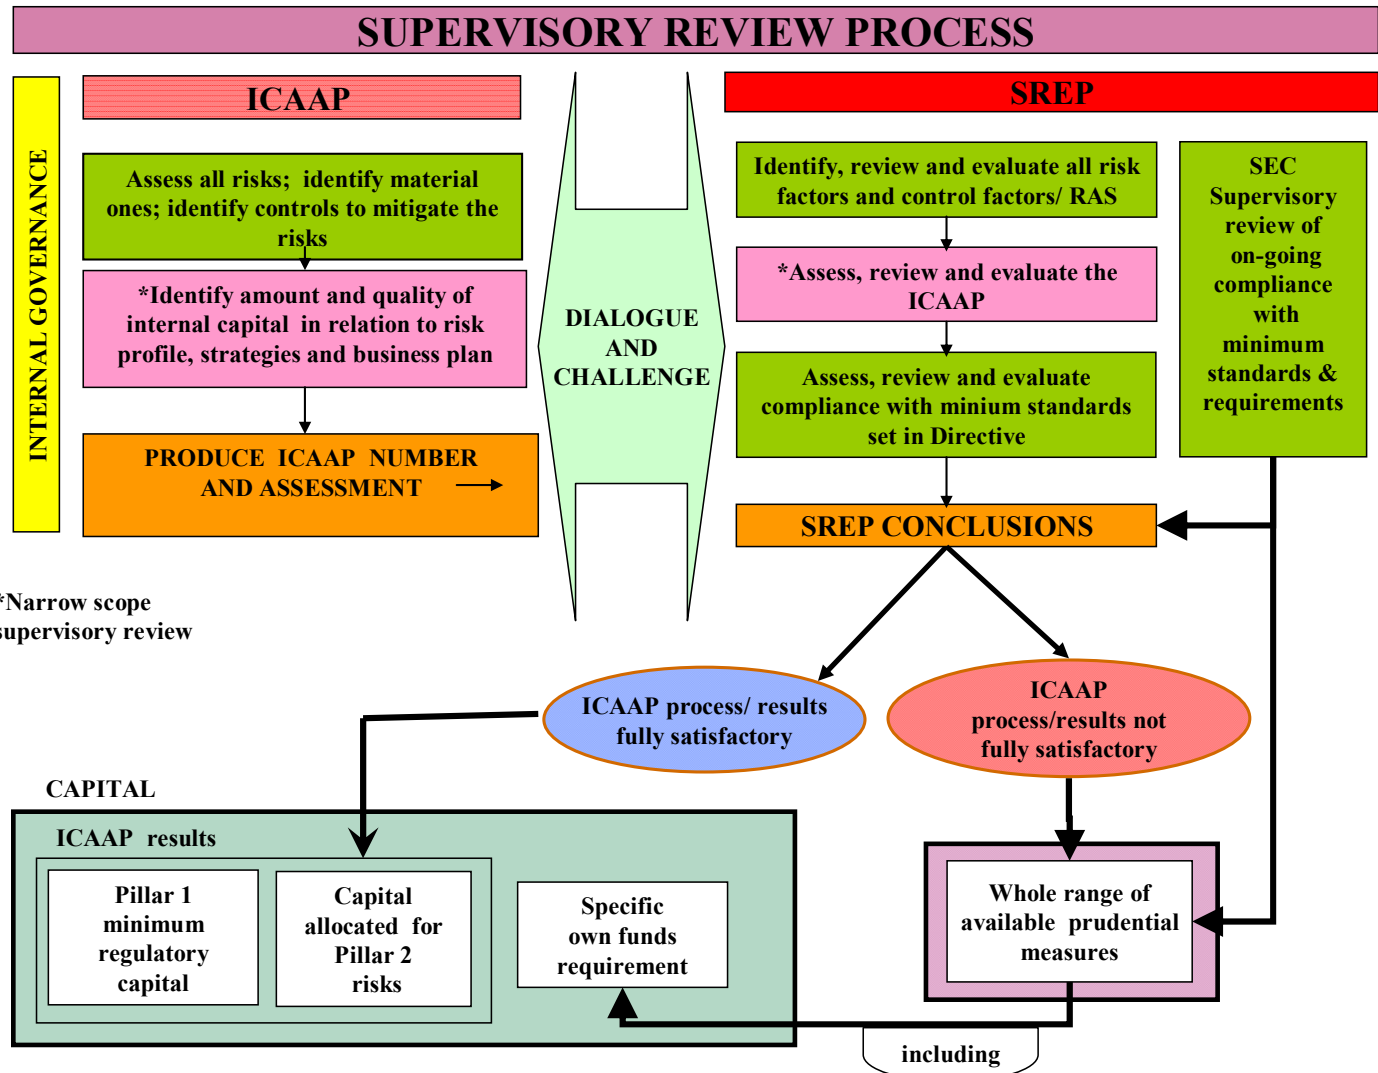 SUPERVISORY REVIEW PROCESS
INTERNAL GOVERNANCE
ICAAP
Assess all risks; identify material
ones; identify controls to mitigate the
risks
*Identify amount and quality of
internal capital in relation to risk
profile, strategies and business plan
PRODUCE ICAAP NUMBER
AND ASSESSMENT
*Narrow scope
supervisory review
DIALOGUE
AND
CHALLENGE
SREP
Identify, review and evaluate all risk
factors and control factors/ RAS
*Assess, review and evaluate the
ICAAP
Assess, review and evaluate
compliance with minium standards
set in Directive
SREP CONCLUSIONS
SEC
Supervisory
review of
on-going
compliance
with
minimum
standards &
requirements
ICAAP process/ results
fully satisfactory
ICAAP
process/results not
fully satisfactory
CAPITAL
ICAAP results
Pillar 1
minimum
regulatory
capital
Capital
allocated for
Pillar 2
risks
Specific
own funds
requirement
Whole range of
available prudential
measures
including